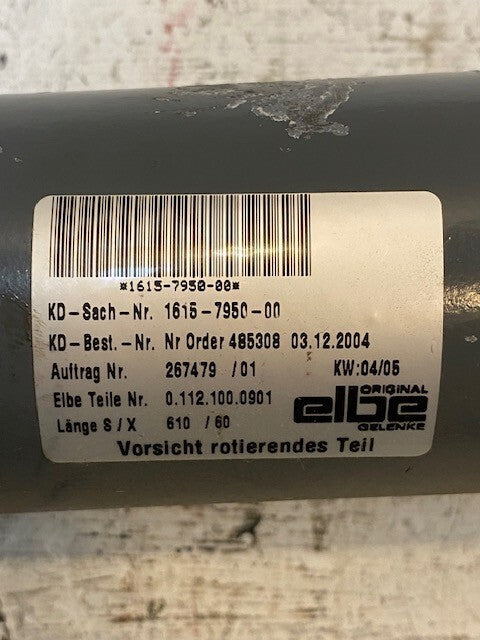 *1615-7950-00*
KD-Sach-Nr. 1615-7950-00
KD-Best.-Nr. Nr Order 485308 03.12.2004
Auftrag Nr. 267479 /01 KW:04/05
Elbe Teile Nr. 0.112.100.0901
ORIGINAL
elbe
GELENKE
Länge S/X 610 / 60
Vorsicht rotierendes Teil